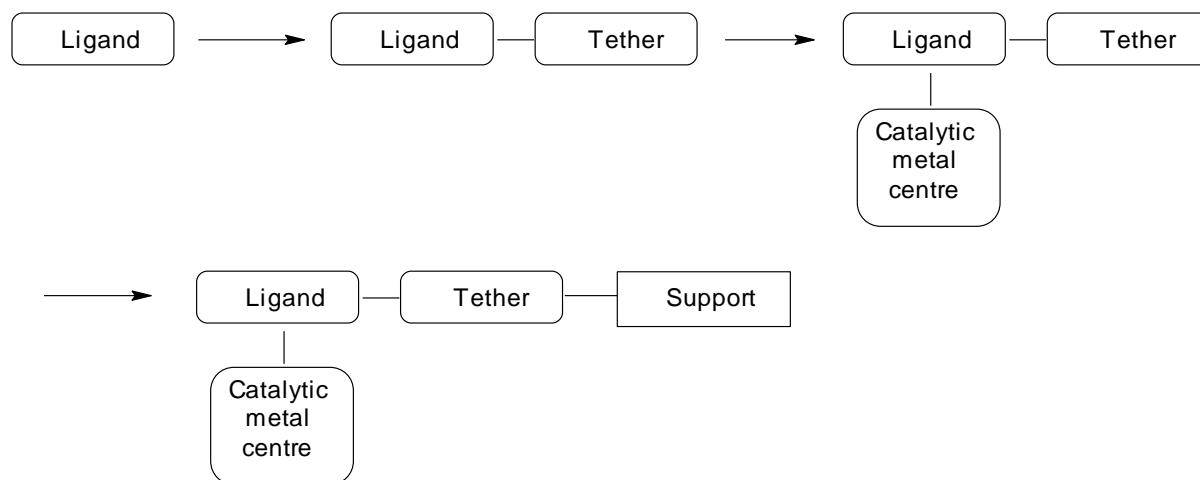 Ligand
Ligand
Tether
Ligand
Tether
Catalytic
metal
centre
Ligand
Tether
Support
Catalytic
metal
centre